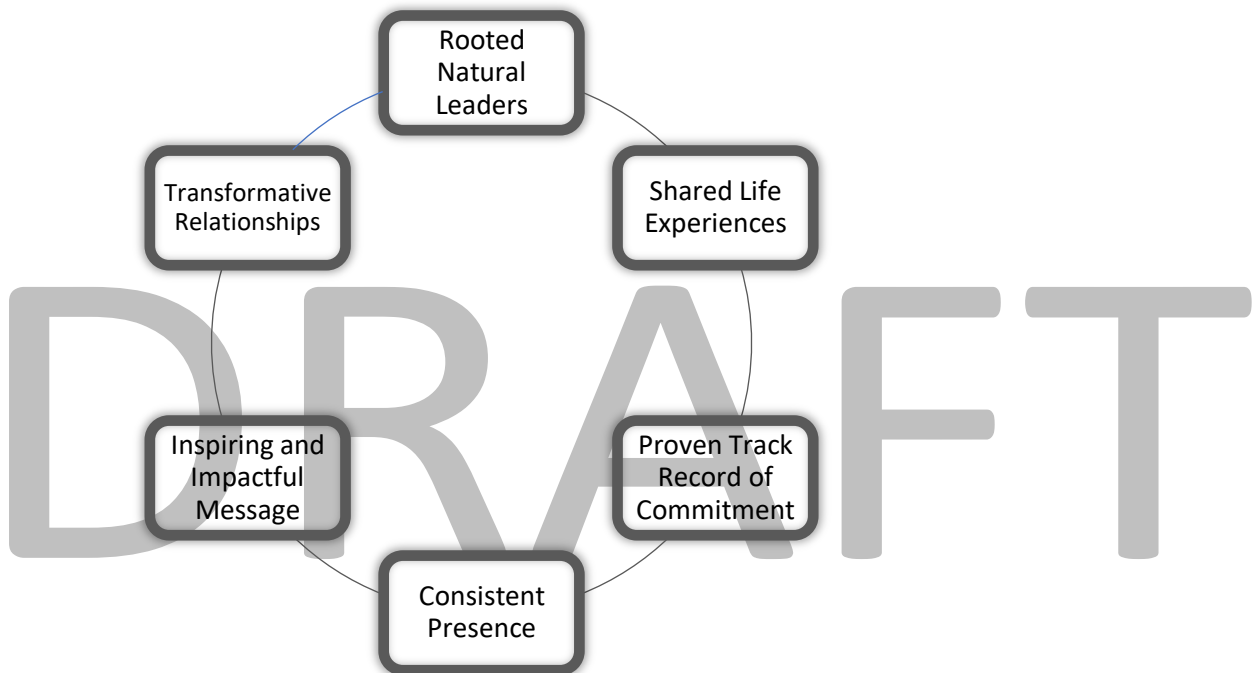 Rooted
Natural
Leaders
Shared Life
Experiences
Proven Track
Record of
Commitment
Consistent
Presence
Inspiring and
Impactful
Message
Transformative
Relationships
DRAFT